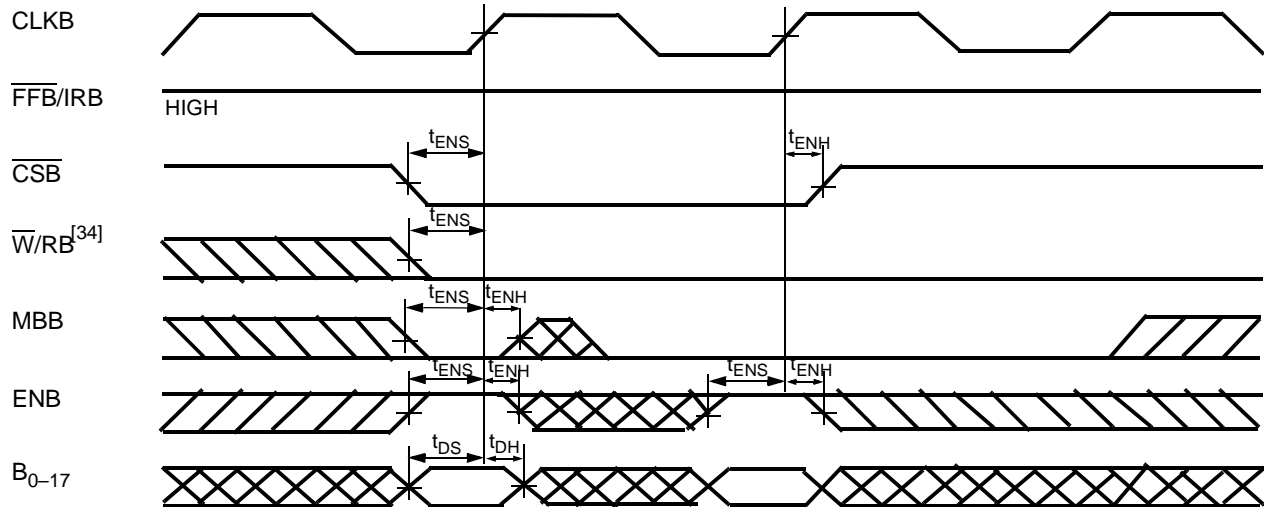 CLKB
FFB/IRB
HIGH
tENS
tENH
CSB
tENS
W/RB[34]
tENS tENH
MBB
tENS tENH tENS tENH
ENB
tDS tDH
B0–17